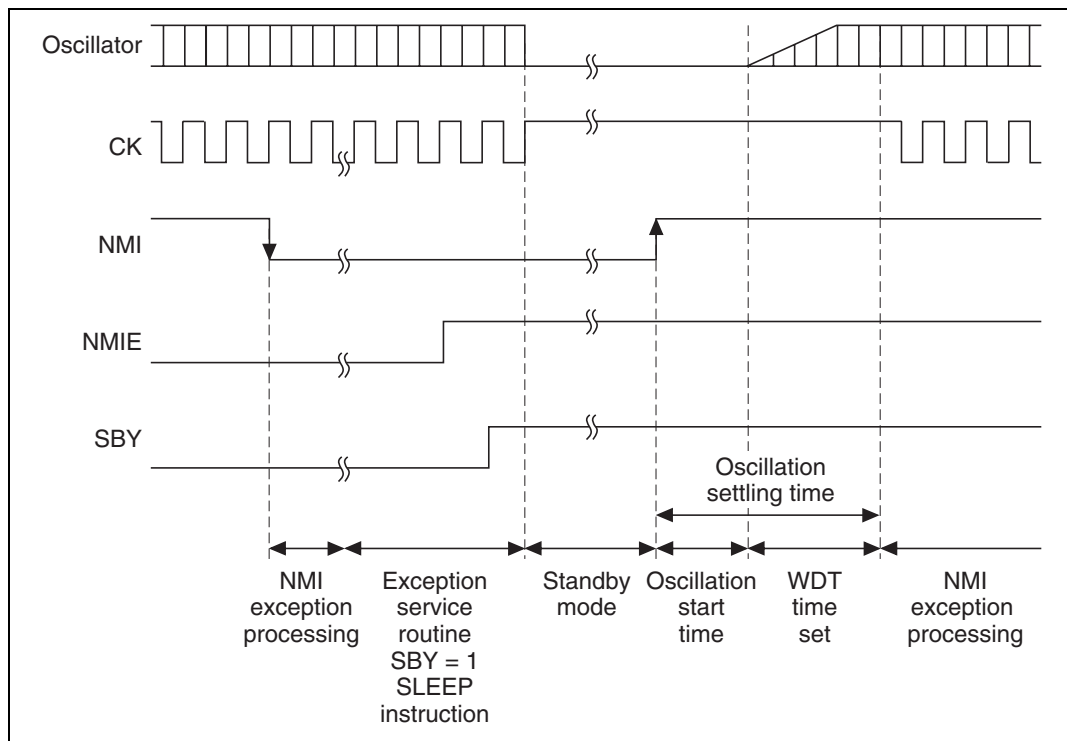 Oscillator
CK
NMI
NMIE
SBY
Oscillation
settling time
NMI
exception
processing
Exception
service
routine
SBY = 1
SLEEP
instruction
Standby
mode
Oscillation
start
time
WDT
time
set
NMI
exception
processing